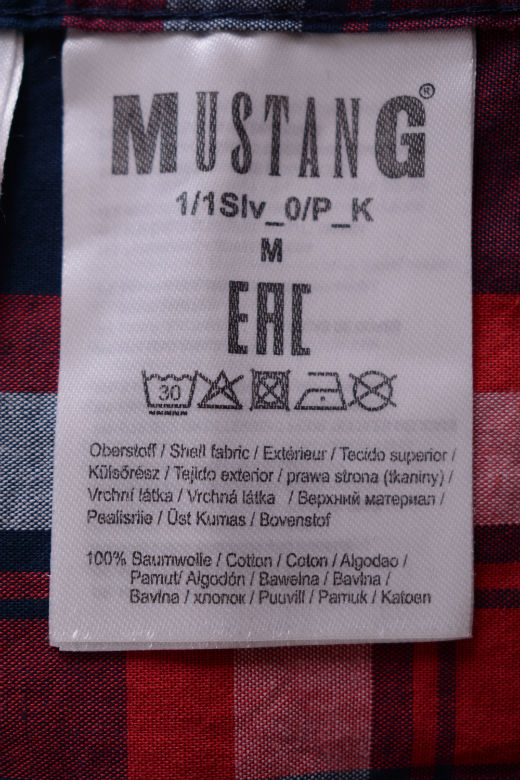 MUSTANG®
1/1Slv_0/P_K
M
EAC
30
Oberstoff / Shell fabric / Extérieur / Tecido superior /
Külsőrész / Tejido exterior / prawa strona (tkaniny) /
Vrchní látka / Vrchná látka / Верхний материал /
Pealisriie / Üst Kumas / Bovenstof
100% Baumwolle / Cotton / Coton / Algodao /
Pamut/ Algodón / Bawelna / Bavlna /
Bavlna / хлопок / Puuvill / Pamuk / Katoen